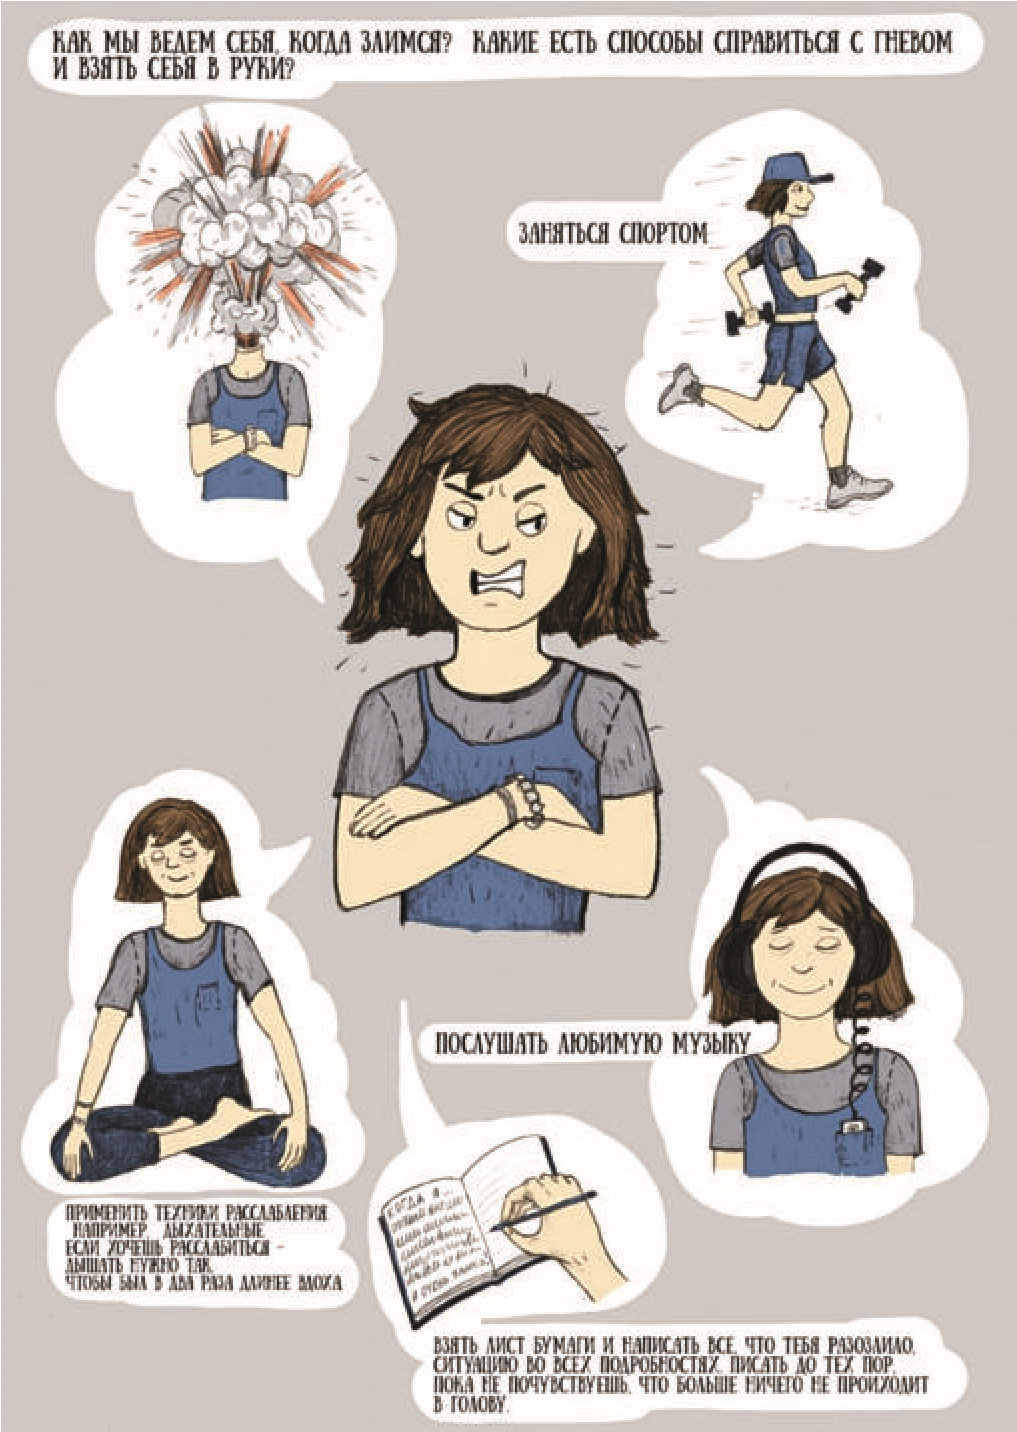 КАК МЫ ВЕДЕМ СЕБЯ, КОГДА ЗЛИМСЯ? КАКИЕ ЕСТЬ СПОСОБЫ СПРАВИТЬСЯ С ГНЕВОМ
И ВЗЯТЬ СЕБЯ В РУКИ?
ЗАНЯТЬСЯ СПОРТОМ
ПОСЛУШАТЬ ЛЮБИМУЮ МУЗЫКУ
ПРИМЕНИТЬ ТЕХНИКИ РАССЛАБЛЕНИЯ
НАПРИМЕР, ДЫХАТЕЛЬНЫЕ
ЕСЛИ ХОЧЕШЬ РАССЛАБИТЬСЯ –
ДЫШАТЬ НУЖНО ТАК,
ЧТОБЫ БЫЛ В ДВА РАЗА ДЛИНЕЕ ВДОХА
КОГДА Я...
ВЗЯТЬ ЛИСТ БУМАГИ И НАПИСАТЬ ВСЕ, ЧТО ТЕБЯ РАЗОЗЛИЛО,
СИТУАЦИЮ ВО ВСЕХ ПОДРОБНОСТЯХ. ПИСАТЬ ДО ТЕХ ПОР,
ПОКА НЕ ПОЧУВСТВУЕШЬ, ЧТО БОЛЬШЕ НИЧЕГО НЕ ПРОИХОДИТ
В ГОЛОВУ.